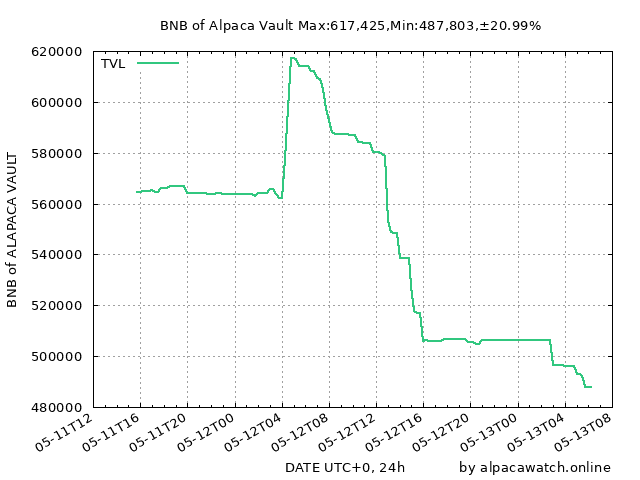 BNB of Alpaca Vault Max:617,425,Min:487,803,±20.99%
TVL
620000
600000
580000
560000
540000
520000
500000
480000
BNB of ALAPACA VAULT
05-11T12
05-11T16
05-11T20
05-12T00
05-12T04
05-12T08
05-12T12
05-12T16
05-12T20
05-13T00
05-13T04
05-13T08
DATE UTC+0, 24h
by alpacawatch.online